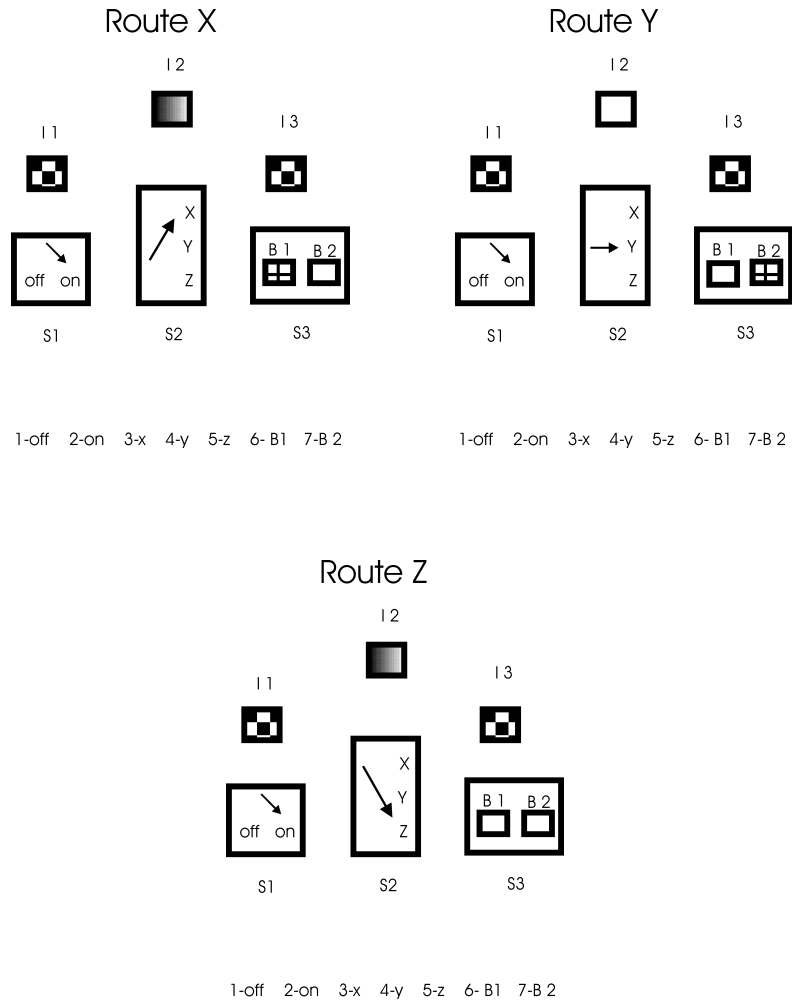 Route X
I 2
I 1
I 3
X
Y
Z
off on
B 1 B 2
S1
S2
S3
1-off 2-on 3-x 4-y 5-z 6- B1 7-B 2
Route Y
I 2
I 1
I 3
X
Y
Z
off on
B 1 B 2
S1
S2
S3
1-off 2-on 3-x 4-y 5-z 6- B1 7-B 2
Route Z
I 2
I 1
I 3
X
Y
Z
off on
B 1 B 2
S1
S2
S3
1-off 2-on 3-x 4-y 5-z 6- B1 7-B 2